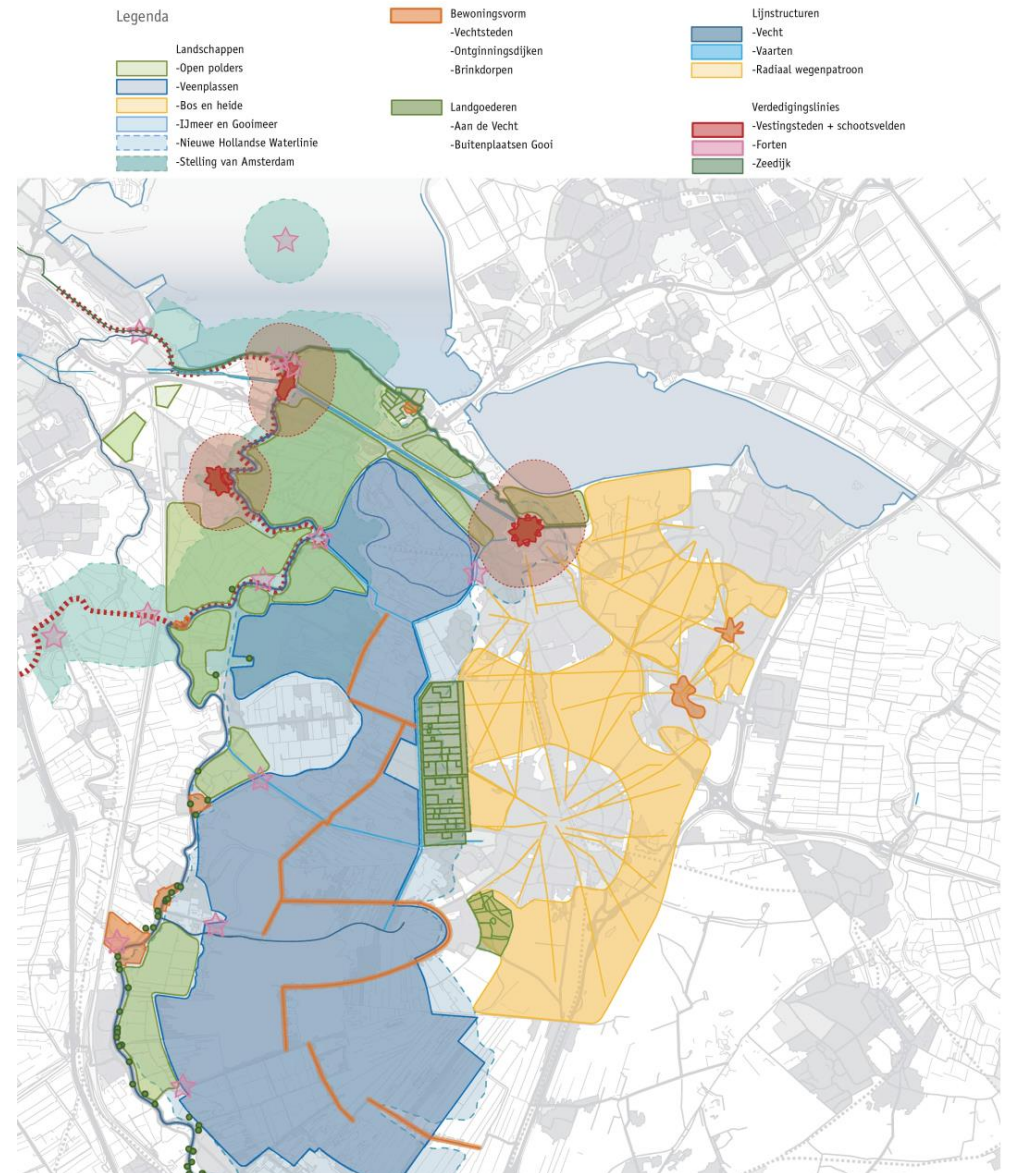 Legenda
Landschappen
-Open polders
-Veenplassen
-Bos en heide
-IJmeer en Gooimeer
-Nieuwe Hollandse Waterlinie
-Stelling van Amsterdam
Bewoningsvorm
-Vechtsteden
-Ontginningsdijken
-Brinkdorpen
Landgoederen
-Aan de Vecht
-Buitenplaatsen Gooi
Lijnstructuren
-Vecht
-Vaarten
-Radiaal wegenpatroon
Verdedigingslinies
-Vestingsteden + schootsvelden
-Forten
-Zeedijk